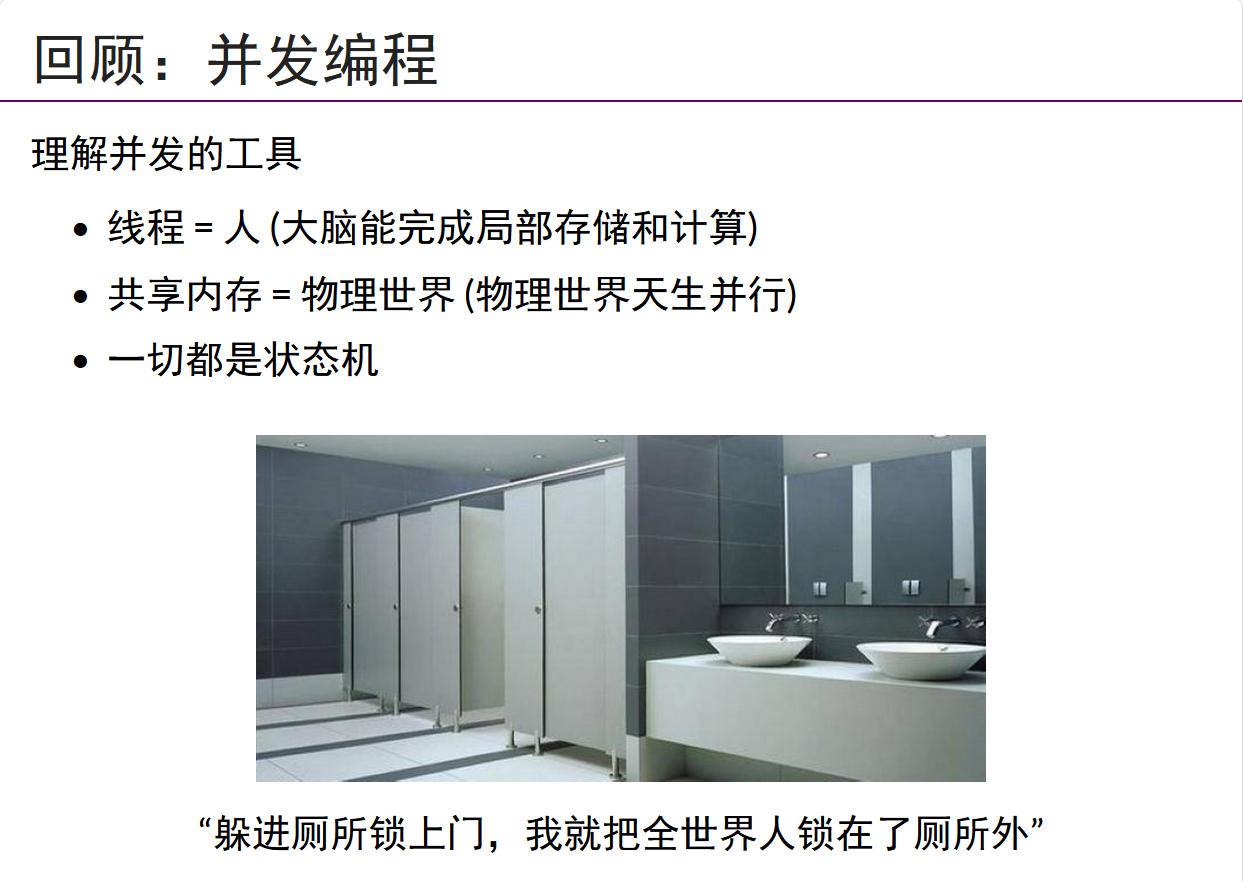 回顾：并发编程
理解并发的工具
• 线程 = 人 (大脑能完成局部存储和计算)
• 共享内存 = 物理世界 (物理世界天生并行)
• 一切都是状态机
“躲进厕所锁上门，我就把全世界人锁在了厕所外”